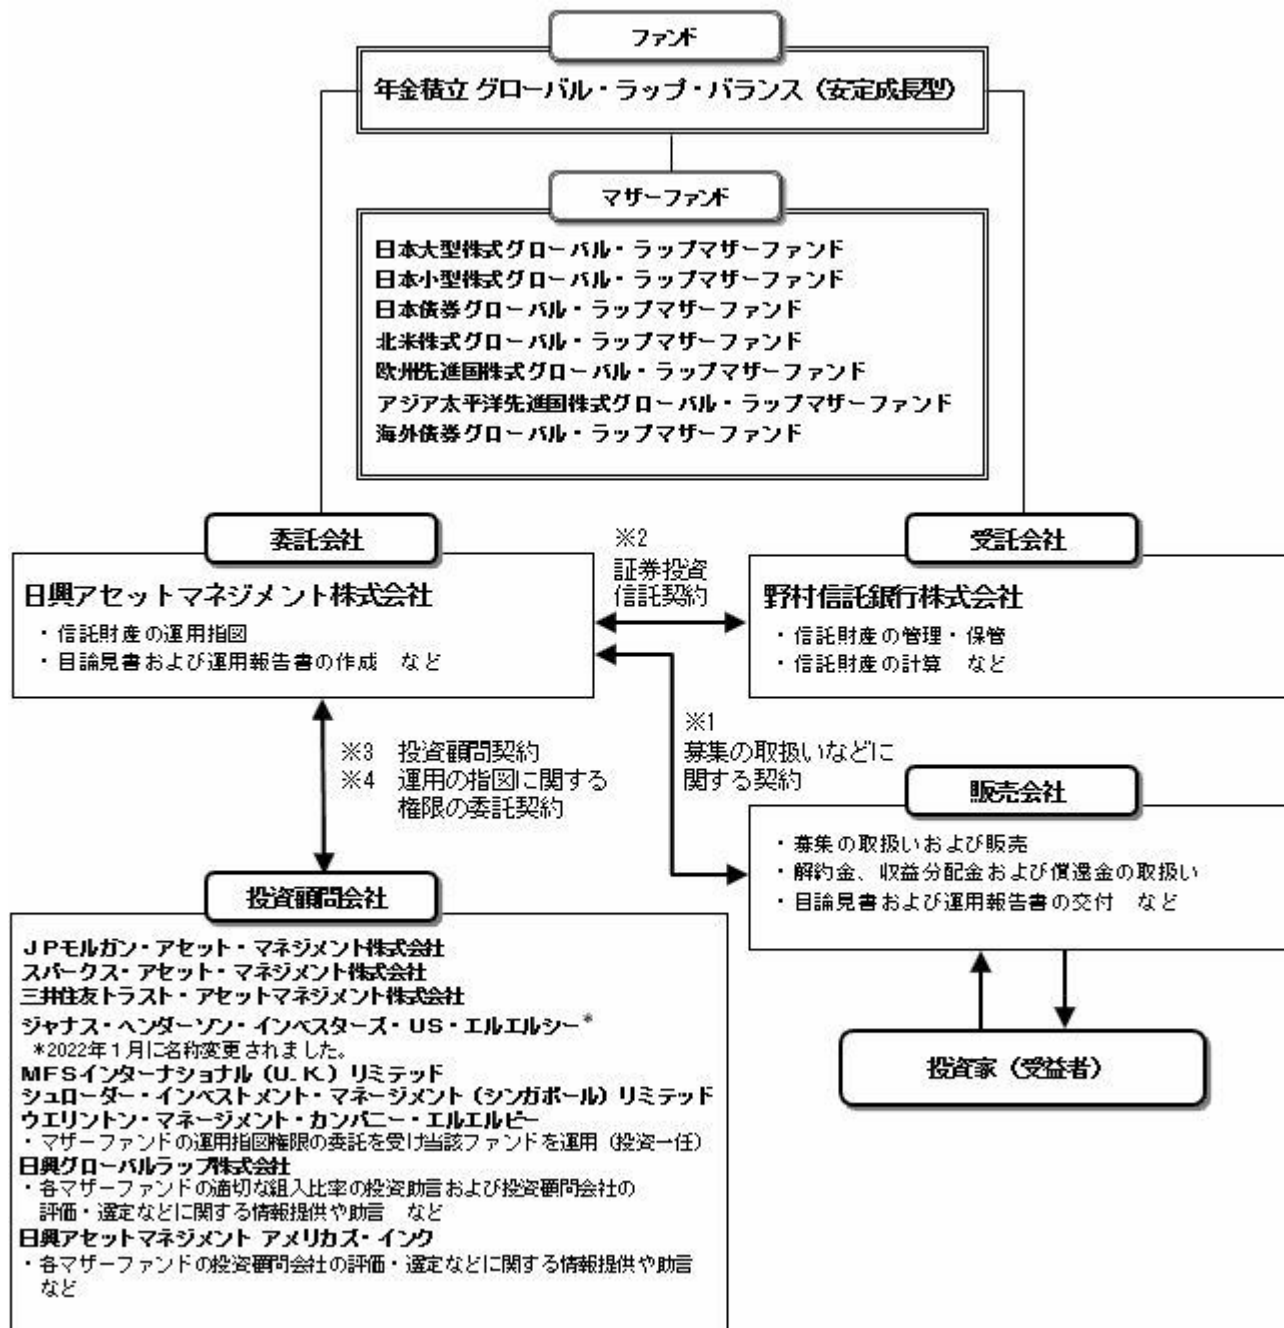 ファンド
年金積立 グローバル・ラップ・バランス（安定成長型）
マザーファンド
日本大型株式グローバル・ラップマザーファンド
日本小型株式グローバル・ラップマザーファンド
日本債券グローバル・ラップマザーファンド
北米株式グローバル・ラップマザーファンド
欧州先進国株式グローバル・ラップマザーファンド
アジア太平洋先進国株式グローバル・ラップマザーファンド
海外債券グローバル・ラップマザーファンド
委託会社
日興アセットマネジメント株式会社
・信託財産の運用指図
・目論見書および運用報告書の作成　など
※2
証券投資
信託契約
受託会社
野村信託銀行株式会社
・信託財産の管理・保管
・信託財産の計算　など
※3　投資顧問契約
※4　運用の指図に関する
権限の委託契約
※1
募集の取扱いなどに
関する契約
販売会社
・募集の取扱いおよび販売
・解約金、収益分配金および償還金の取扱い
・目論見書および運用報告書の交付　など
投資家（受益者）
投資顧問会社
ＪＰモルガン・アセット・マネジメント株式会社
スパークス・アセット・マネジメント株式会社
三井住友トラスト・アセットマネジメント株式会社
ジャナス・ヘンダーソン・インベスターズ・US・エルエルシー*
*2022年１月に名称変更されました。
MFSインターナショナル（U.K.）リミテッド
シュローダー・インベストメント・マネージメント（シンガポール）リミテッド
ウエリントン・マネージメント・カンパニー・エルエルピー
・マザーファンドの運用指図権限の委託を受け当該ファンドを運用（投資一任）
日興グローバルラップ株式会社
・各マザーファンドの適切な組入比率の投資助言および投資顧問会社の
評価・選定などに関する情報提供や助言　など
日興アセットマネジメント アメリカズ・インク
・各マザーファンドの投資顧問会社の評価・選定などに関する情報提供や助言
など